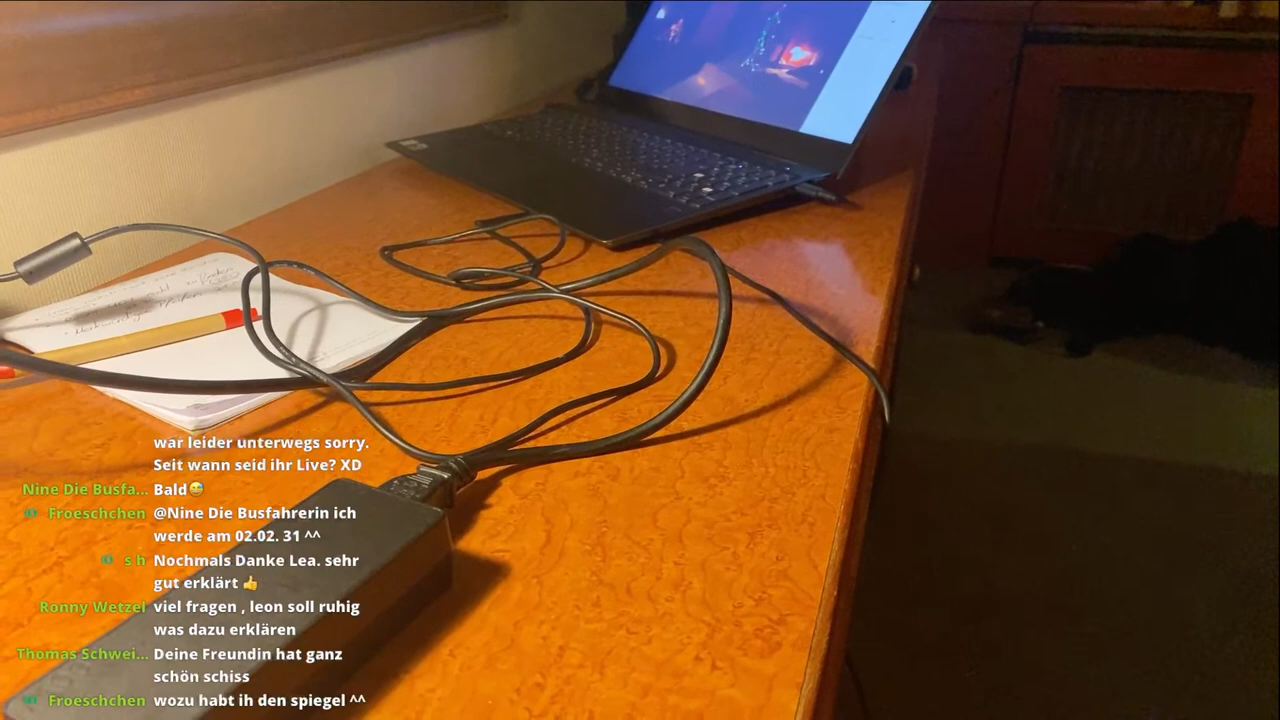 war leider unterwegs sorry.
Seit wann seid ihr Live? XD
Nine Die Busfa... Bald😅
Froeschchen @Nine Die Busfahrerin ich
werde am 02.02. 31 ^^
s h Nochmals Danke Lea. sehr
gut erklärt 👍
Ronny Wetzel viel fragen , leon soll ruhig
was dazu erklären
Thomas Schwei... Deine Freundin hat ganz
schön schiss
Froeschchen wozu habt ih den spiegel ^^